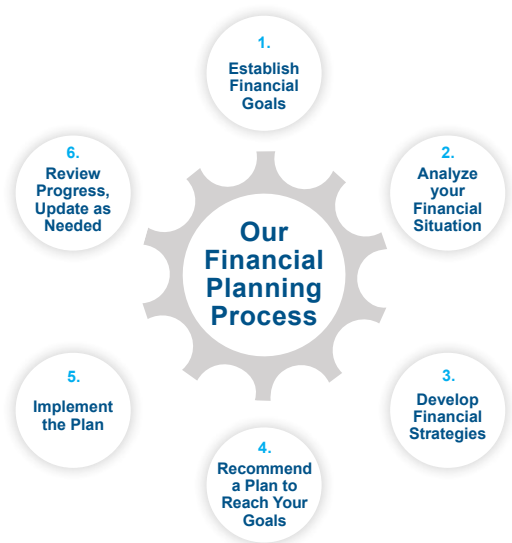 1.
Establish
Financial
Goals
2.
Analyze
your
Financial
Situation
3.
Develop
Financial
Strategies
4.
Recommend
a Plan to
Reach Your
Goals
5.
Implement
the Plan
6.
Review
Progress,
Update as
Needed
Our
Financial
Planning
Process